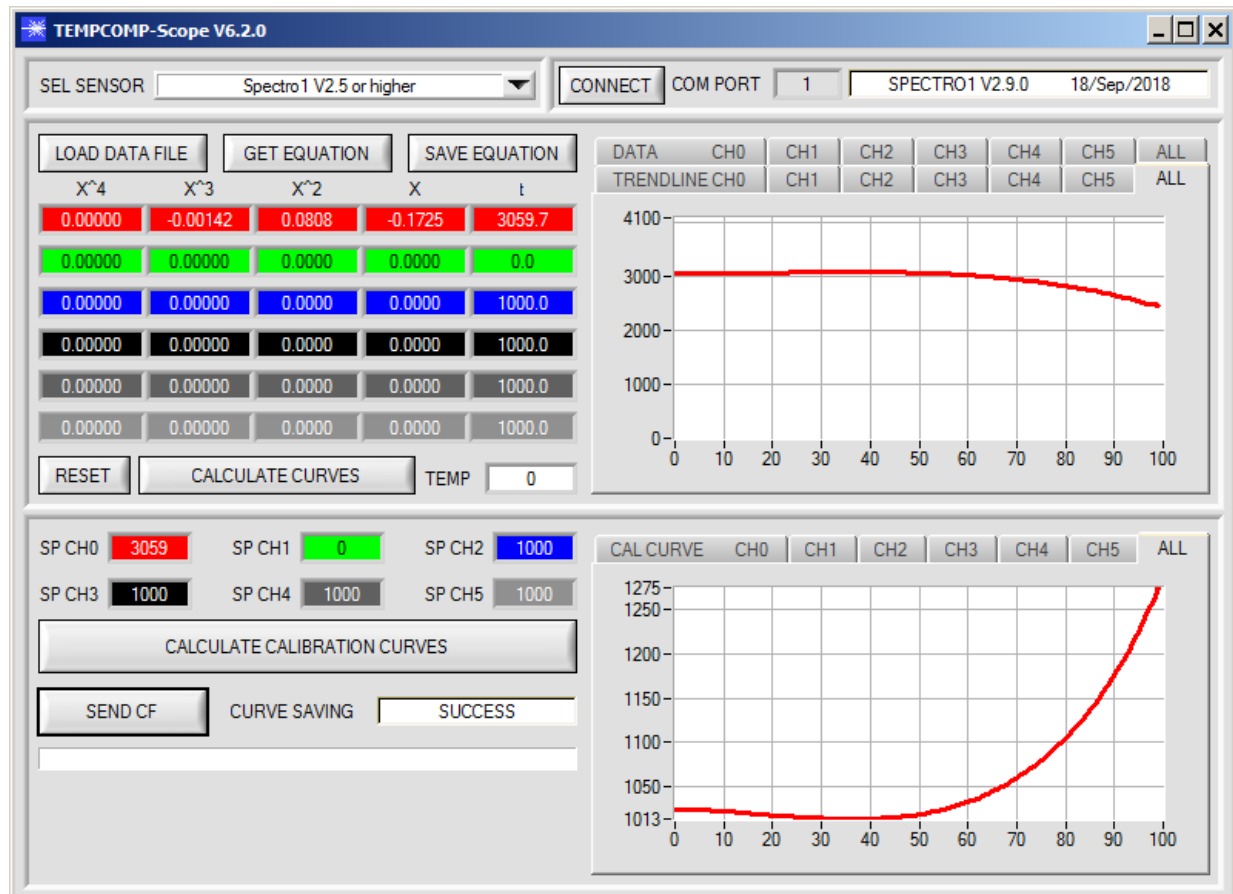 TEMPCOMP-Scope V6.2.0
SEL SENSOR Spectro1 V2.5 or higher CONNECT COM PORT 1 SPECTRO1 V2.9.0 18/Sep/2018
LOAD DATA FILE GET EQUATION SAVE EQUATION
X^4 X^3 X^2 X t
0.00000 -0.00142 0.0808 -0.1725 3059.7
0.00000 0.00000 0.0000 0.0000 0.0
0.00000 0.00000 0.0000 0.0000 1000.0
0.00000 0.00000 0.0000 0.0000 1000.0
0.00000 0.00000 0.0000 0.0000 1000.0
0.00000 0.00000 0.0000 0.0000 1000.0
RESET CALCULATE CURVES TEMP 0
DATA CH0 CH1 CH2 CH3 CH4 CH5 ALL
TRENDLINE CH0 CH1 CH2 CH3 CH4 CH5 ALL
4100
3000
2000
1000
0
0 10 20 30 40 50 60 70 80 90 100
SP CH0 3059 SP CH1 0 SP CH2 1000
SP CH3 1000 SP CH4 1000 SP CH5 1000
CALCULATE CALIBRATION CURVES
SEND CF CURVE SAVING SUCCESS
CAL CURVE CH0 CH1 CH2 CH3 CH4 CH5 ALL
1275
1250
1200
1150
1100
1050
1013
0 10 20 30 40 50 60 70 80 90 100